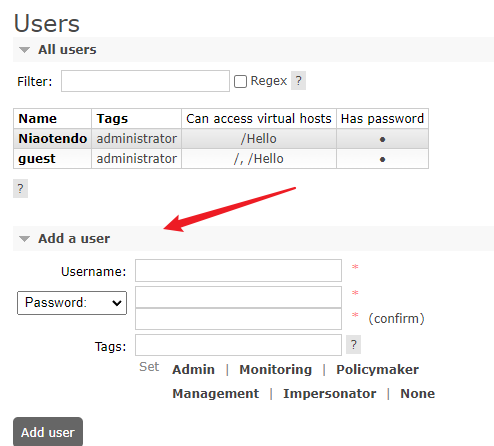 Users
All users
Filter: Regex ?
Name Tags Can access virtual hosts Has password
Niaotendo administrator /Hello ●
guest administrator /, /Hello ●
?
Add a user
Username: *
Password: *
* (confirm)
Tags: ?
Set Admin | Monitoring | Policymaker
Management | Impersonator | None
Add user